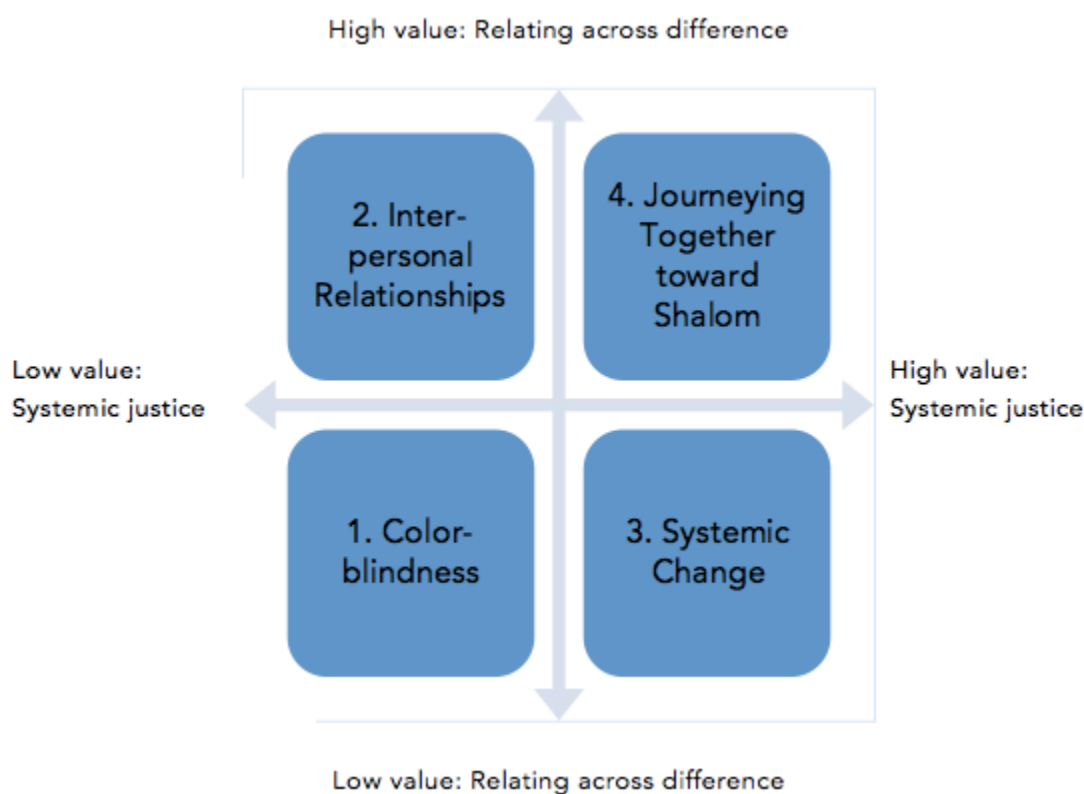 High value: Relating across difference
2. Inter-
personal
Relationships
4. Journeying
Together
toward
Shalom
Low value:
Systemic justice
High value:
Systemic justice
1. Color-
blindness
3. Systemic
Change
Low value: Relating across difference